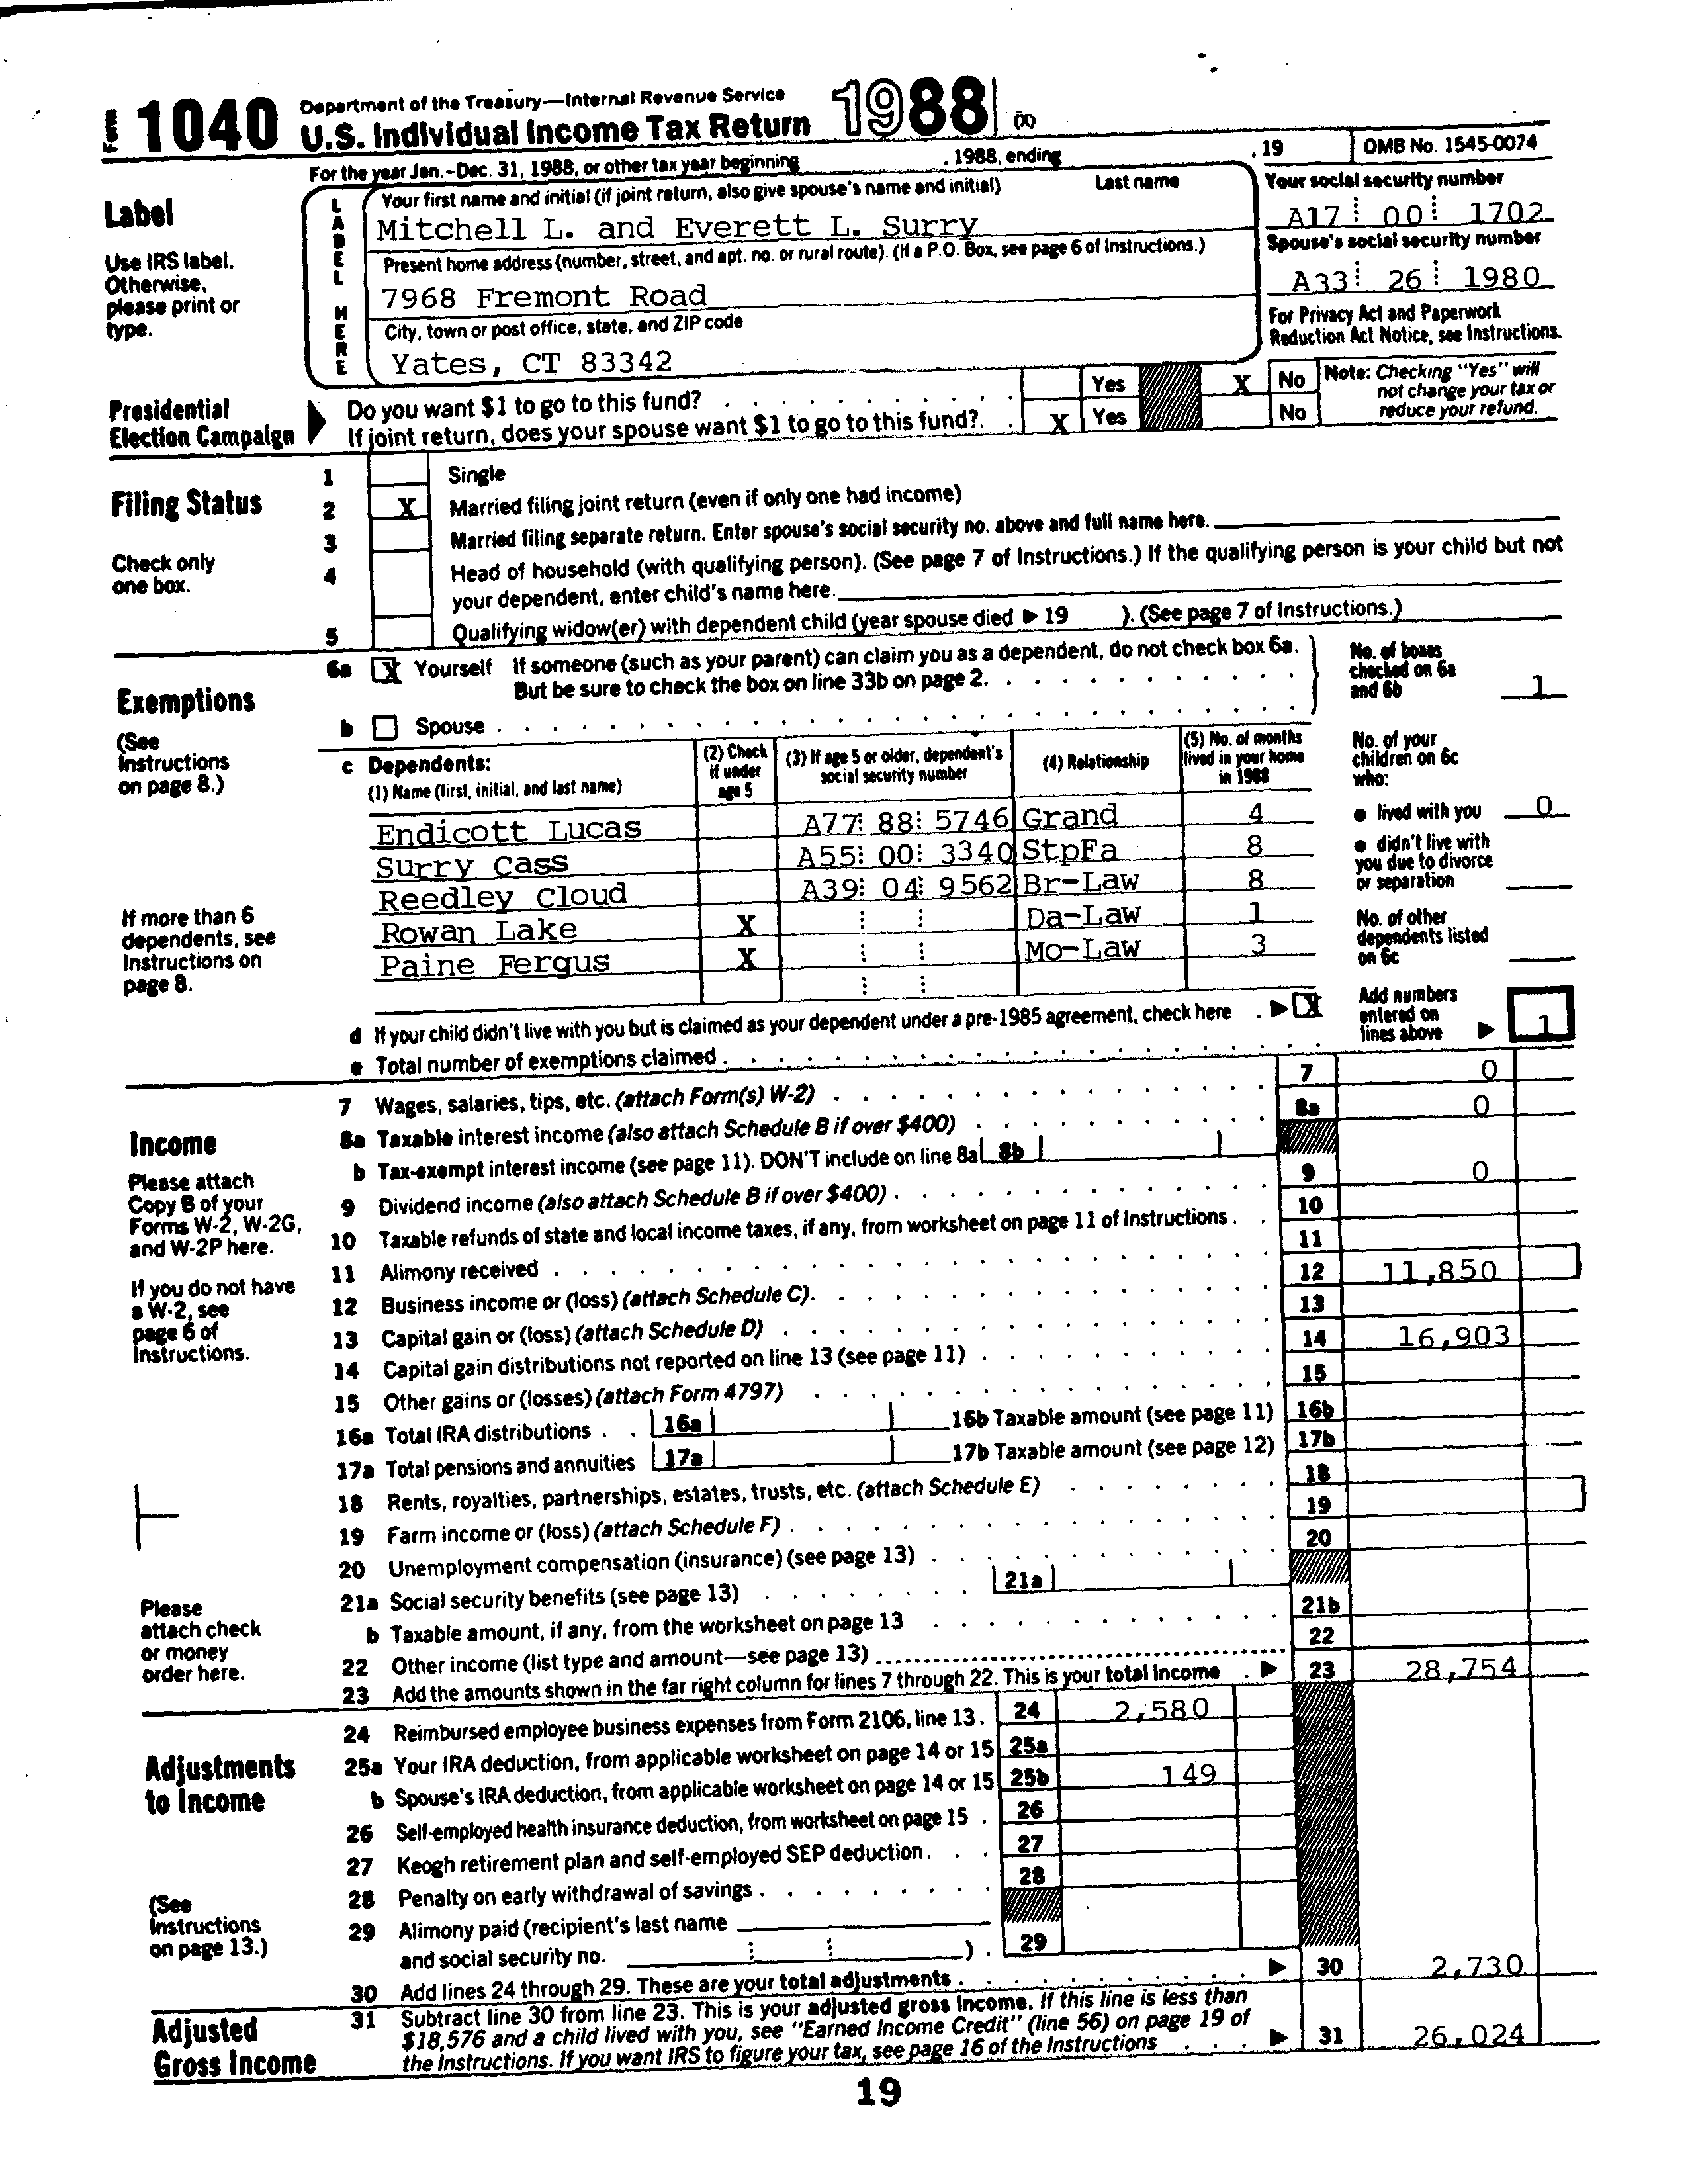 Form 1040 Department of the Treasury—Internal Revenue Service
U.S. Individual Income Tax Return 1988 (X)
For the year Jan.-Dec. 31, 1988, or other tax year beginning , 1988, ending , 19 OMB No. 1545-0074
Label
Use IRS label.
Otherwise,
please print or
type.
LABEL HERE
Your first name and initial (if joint return, also give spouse's name and initial) Last name
Mitchell L. and Everett L. Surry
Present home address (number, street, and apt. no. or rural route). (If a P.O. Box, see page 6 of Instructions.)
7968 Fremont Road
City, town or post office, state, and ZIP code
Yates, CT 83342
Your social security number
A17 00 1702
Spouse's social security number
A33 26 1980
For Privacy Act and Paperwork
Reduction Act Notice, see Instructions.
Presidential
Election Campaign
Do you want $1 to go to this fund? Yes X No
If joint return, does your spouse want $1 to go to this fund?. X Yes No
Note: Checking "Yes" will
not change your tax or
reduce your refund.
Filing Status
Check only
one box.
1 Single
2 X Married filing joint return (even if only one had income)
3 Married filing separate return. Enter spouse's social security no. above and full name here.
4 Head of household (with qualifying person). (See page 7 of Instructions.) If the qualifying person is your child but not
your dependent, enter child's name here.
5 Qualifying widow(er) with dependent child (year spouse died ▶ 19 ). (See page 7 of Instructions.)
Exemptions
(See
Instructions
on page 8.)
6a X Yourself If someone (such as your parent) can claim you as a dependent, do not check box 6a.
But be sure to check the box on line 33b on page 2.
b Spouse
No. of boxes
checked on 6a
and 6b 1
c Dependents:
(1) Name (first, initial, and last name)
(2) Check
if under
age 5
(3) If age 5 or older, dependent's
social security number
(4) Relationship
(5) No. of months
lived in your home
in 1988
Endicott Lucas A77 88 5746 Grand 4
Surry Cass A55 00 3340 StpFa 8
Reedley Cloud A39 04 9562 Br-Law 8
Rowan Lake X Da-Law 1
Paine Fergus X Mo-Law 3
If more than 6
dependents, see
Instructions on
page 8.
No. of your
children on 6c
who:
● lived with you 0
● didn't live with
you due to divorce
or separation
No. of other
dependents listed
on 6c
d If your child didn't live with you but is claimed as your dependent under a pre-1985 agreement, check here ▶ X
e Total number of exemptions claimed
Add numbers
entered on
lines above ▶ 1
Income
Please attach
Copy B of your
Forms W-2, W-2G,
and W-2P here.
If you do not have
a W-2, see
page 6 of
Instructions.
7 Wages, salaries, tips, etc. (attach Form(s) W-2) 7 0
8a Taxable interest income (also attach Schedule B if over $400) 8a 0
b Tax-exempt interest income (see page 11). DON'T include on line 8a 8b
9 Dividend income (also attach Schedule B if over $400) 9 0
10 Taxable refunds of state and local income taxes, if any, from worksheet on page 11 of Instructions. 10
11 Alimony received 11
12 Business income or (loss) (attach Schedule C). 12 11,850
13 Capital gain or (loss) (attach Schedule D) 13
14 Capital gain distributions not reported on line 13 (see page 11) 14 16,903
15 Other gains or (losses) (attach Form 4797) 15
16a Total IRA distributions 16a 16b Taxable amount (see page 11) 16b
17a Total pensions and annuities 17a 17b Taxable amount (see page 12) 17b
18 Rents, royalties, partnerships, estates, trusts, etc. (attach Schedule E) 18
19 Farm income or (loss) (attach Schedule F) 19
20 Unemployment compensation (insurance) (see page 13) 20
21a Social security benefits (see page 13) 21a
b Taxable amount, if any, from the worksheet on page 13 21b
22 Other income (list type and amount—see page 13) 22
23 Add the amounts shown in the far right column for lines 7 through 22. This is your total income ▶ 23 28,754
Please
attach check
or money
order here.
Adjustments
to Income
(See
Instructions
on page 13.)
24 Reimbursed employee business expenses from Form 2106, line 13. 24 2,580
25a Your IRA deduction, from applicable worksheet on page 14 or 15 25a
b Spouse's IRA deduction, from applicable worksheet on page 14 or 15 25b 149
26 Self-employed health insurance deduction, from worksheet on page 15 26
27 Keogh retirement plan and self-employed SEP deduction. 27
28 Penalty on early withdrawal of savings 28
29 Alimony paid (recipient's last name
and social security no. ) . 29
30 Add lines 24 through 29. These are your total adjustments ▶ 30 2,730
Adjusted
Gross Income
31 Subtract line 30 from line 23. This is your adjusted gross income. If this line is less than
$18,576 and a child lived with you, see "Earned Income Credit" (line 56) on page 19 of
the Instructions. If you want IRS to figure your tax, see page 16 of the Instructions ▶ 31 26,024
19